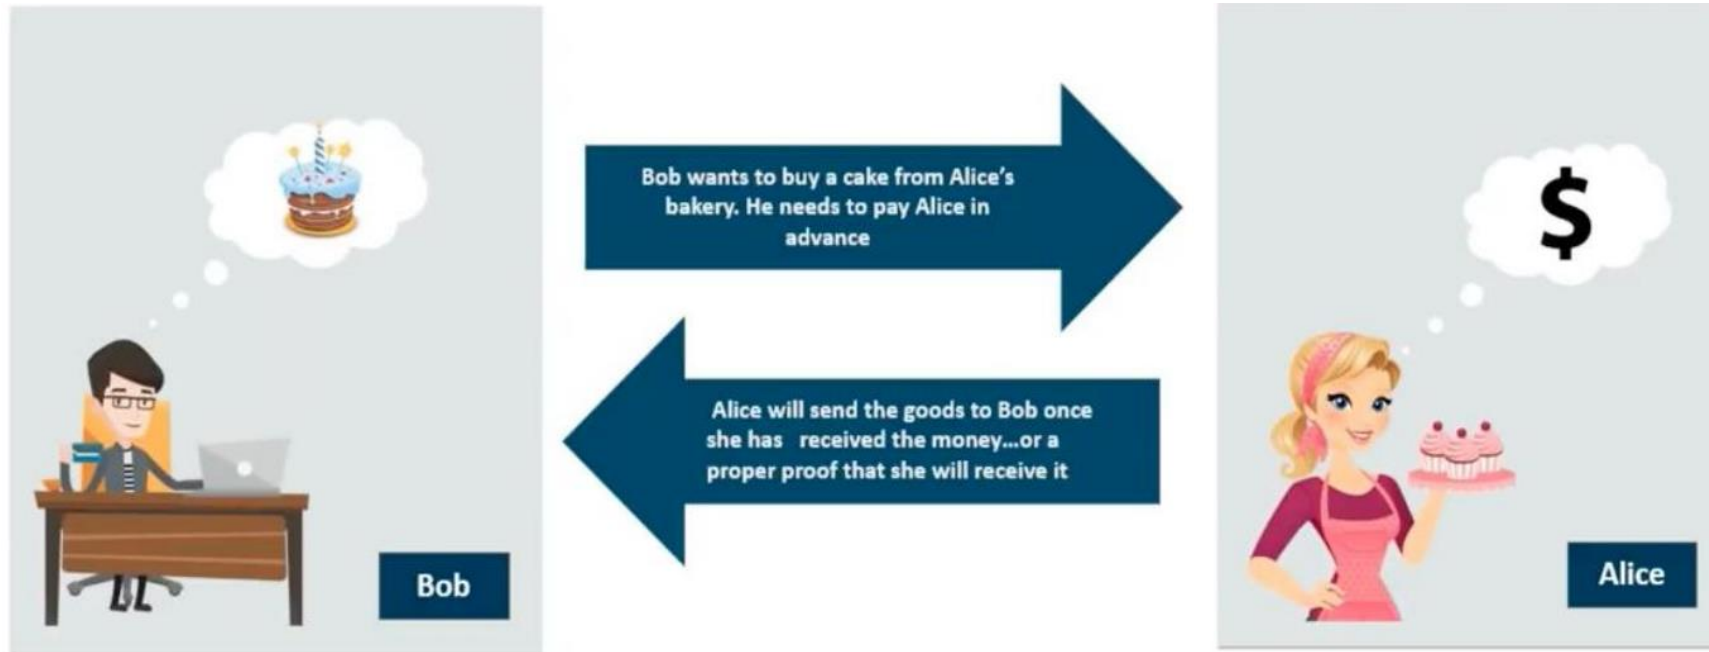 Bob wants to buy a cake from Alice's
bakery. He needs to pay Alice in
advance
$
Alice will send the goods to Bob once
she has received the money...or a
proper proof that she will receive it
Bob
Alice